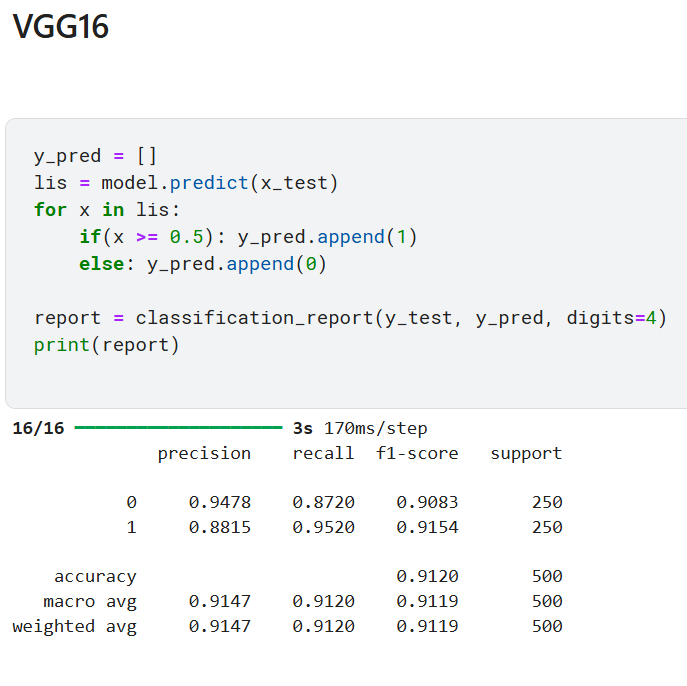 VGG16
y_pred = []
lis = model.predict(x_test)
for x in lis:
    if(x >= 0.5): y_pred.append(1)
    else: y_pred.append(0)
report = classification_report(y_test, y_pred, digits=4)
print(report)
16/16 ━━━━━━━━━━━━━━━━━━━━ 3s 170ms/step
precision recall f1-score support
0 0.9478 0.8720 0.9083 250
1 0.8815 0.9520 0.9154 250
accuracy 0.9120 500
macro avg 0.9147 0.9120 0.9119 500
weighted avg 0.9147 0.9120 0.9119 500